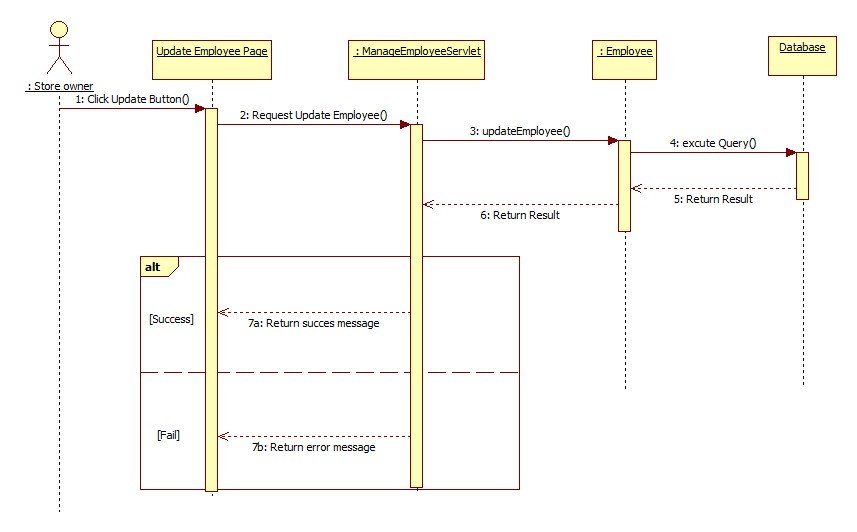 Update Employee Page
: ManageEmployeeServlet
: Employee
Database
: Store owner
1: Click Update Button()
2: Request Update Employee()
3: updateEmployee()
4: excute Query()
5: Return Result
6: Return Result
alt
[Success]
7a: Return succes message
[Fail]
7b: Return error message